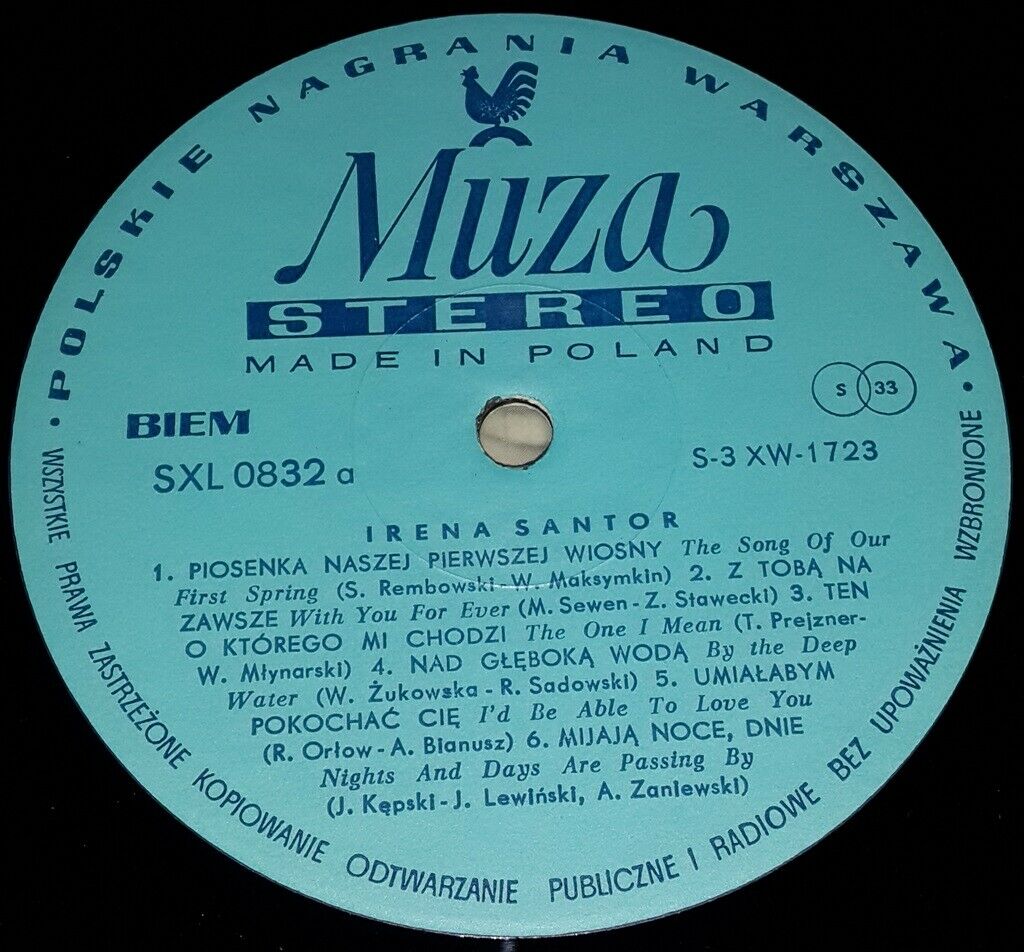 · POLSKIE NAGRANIA WARSZAWA ·
Muza
STEREO
MADE IN POLAND
S 33
BIEM
SXL 0832 a
S-3 XW-1723
IRENA SANTOR
1. PIOSENKA NASZEJ PIERWSZEJ WIOSNY The Song Of Our
First Spring (S. Rembowski - W. Maksymkin) 2. Z TOBĄ NA
ZAWSZE With You For Ever (M. Sewen - Z. Stawecki) 3. TEN
O KTÓREGO MI CHODZI The One I Mean (T. Prejzner-
W. Młynarski) 4. NAD GŁĘBOKĄ WODĄ By the Deep
Water (W. Żukowska - R. Sadowski) 5. UMIAŁABYM
POKOCHAĆ CIĘ I'd Be Able To Love You
(R. Orłow - A. Bianusz) 6. MIJAJĄ NOCE, DNIE
Nights And Days Are Passing By
(J. Kępski - J. Lewiński, A. Zaniewski)
WSZYSTKIE PRAWA ZASTRZEŻONE KOPIOWANIE ODTWARZANIE PUBLICZNE I RADIOWE BEZ UPOWAŻNIENIA WZBRONIONE